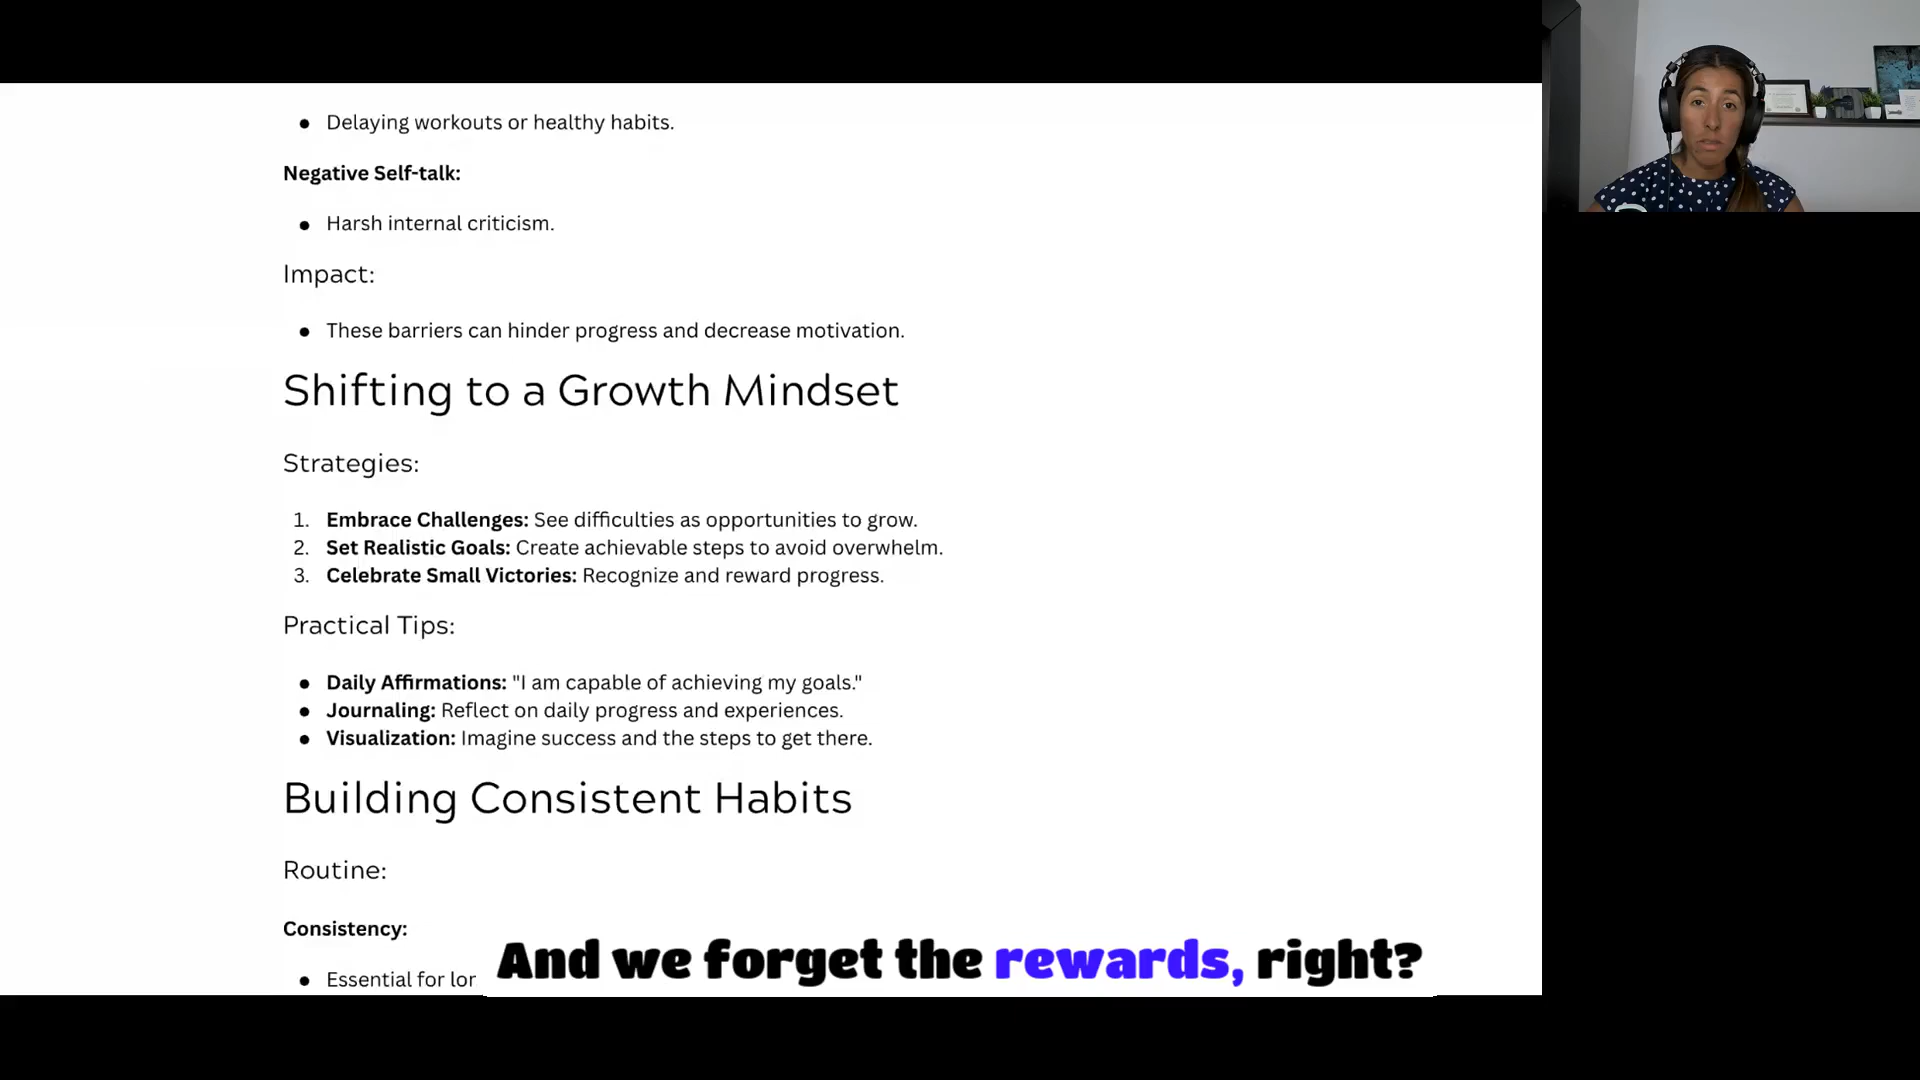 ● Delaying workouts or healthy habits.
Negative Self-talk:
● Harsh internal criticism.
Impact:
● These barriers can hinder progress and decrease motivation.
Shifting to a Growth Mindset
Strategies:
1. Embrace Challenges: See difficulties as opportunities to grow.
2. Set Realistic Goals: Create achievable steps to avoid overwhelm.
3. Celebrate Small Victories: Recognize and reward progress.
Practical Tips:
● Daily Affirmations: "I am capable of achieving my goals."
● Journaling: Reflect on daily progress and experiences.
● Visualization: Imagine success and the steps to get there.
Building Consistent Habits
Routine:
Consistency:
● Essential for lor
And we forget the rewards, right?